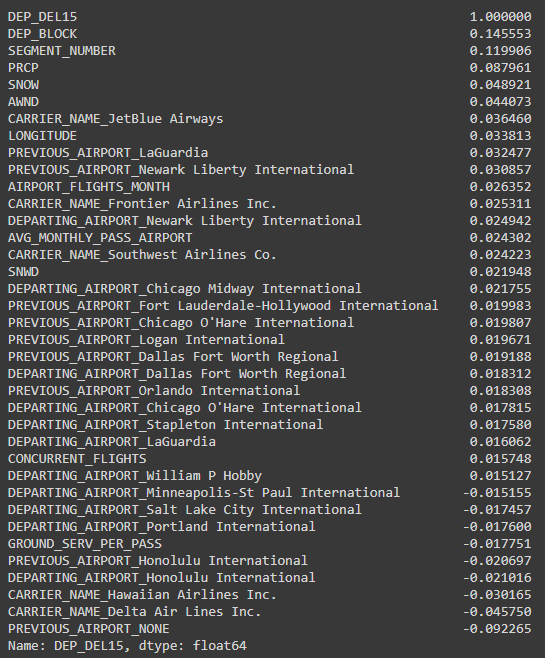 DEP_DEL15 1.000000
DEP_BLOCK 0.145553
SEGMENT_NUMBER 0.119906
PRCP 0.087961
SNOW 0.048921
AWND 0.044073
CARRIER_NAME_JetBlue Airways 0.036460
LONGITUDE 0.033813
PREVIOUS_AIRPORT_LaGuardia 0.032477
PREVIOUS_AIRPORT_Newark Liberty International 0.030857
AIRPORT_FLIGHTS_MONTH 0.026352
CARRIER_NAME_Frontier Airlines Inc. 0.025311
DEPARTING_AIRPORT_Newark Liberty International 0.024942
AVG_MONTHLY_PASS_AIRPORT 0.024302
CARRIER_NAME_Southwest Airlines Co. 0.024223
SNWD 0.021948
DEPARTING_AIRPORT_Chicago Midway International 0.021755
PREVIOUS_AIRPORT_Fort Lauderdale-Hollywood International 0.019983
PREVIOUS_AIRPORT_Chicago O'Hare International 0.019807
PREVIOUS_AIRPORT_Logan International 0.019671
PREVIOUS_AIRPORT_Dallas Fort Worth Regional 0.019188
DEPARTING_AIRPORT_Dallas Fort Worth Regional 0.018312
PREVIOUS_AIRPORT_Orlando International 0.018308
DEPARTING_AIRPORT_Chicago O'Hare International 0.017815
DEPARTING_AIRPORT_Stapleton International 0.017580
DEPARTING_AIRPORT_LaGuardia 0.016062
CONCURRENT_FLIGHTS 0.015748
DEPARTING_AIRPORT_William P Hobby 0.015127
DEPARTING_AIRPORT_Minneapolis-St Paul International -0.015155
DEPARTING_AIRPORT_Salt Lake City International -0.017457
DEPARTING_AIRPORT_Portland International -0.017600
GROUND_SERV_PER_PASS -0.017751
PREVIOUS_AIRPORT_Honolulu International -0.020697
DEPARTING_AIRPORT_Honolulu International -0.021016
CARRIER_NAME_Hawaiian Airlines Inc. -0.030165
CARRIER_NAME_Delta Air Lines Inc. -0.045750
PREVIOUS_AIRPORT_NONE -0.092265
Name: DEP_DEL15, dtype: float64